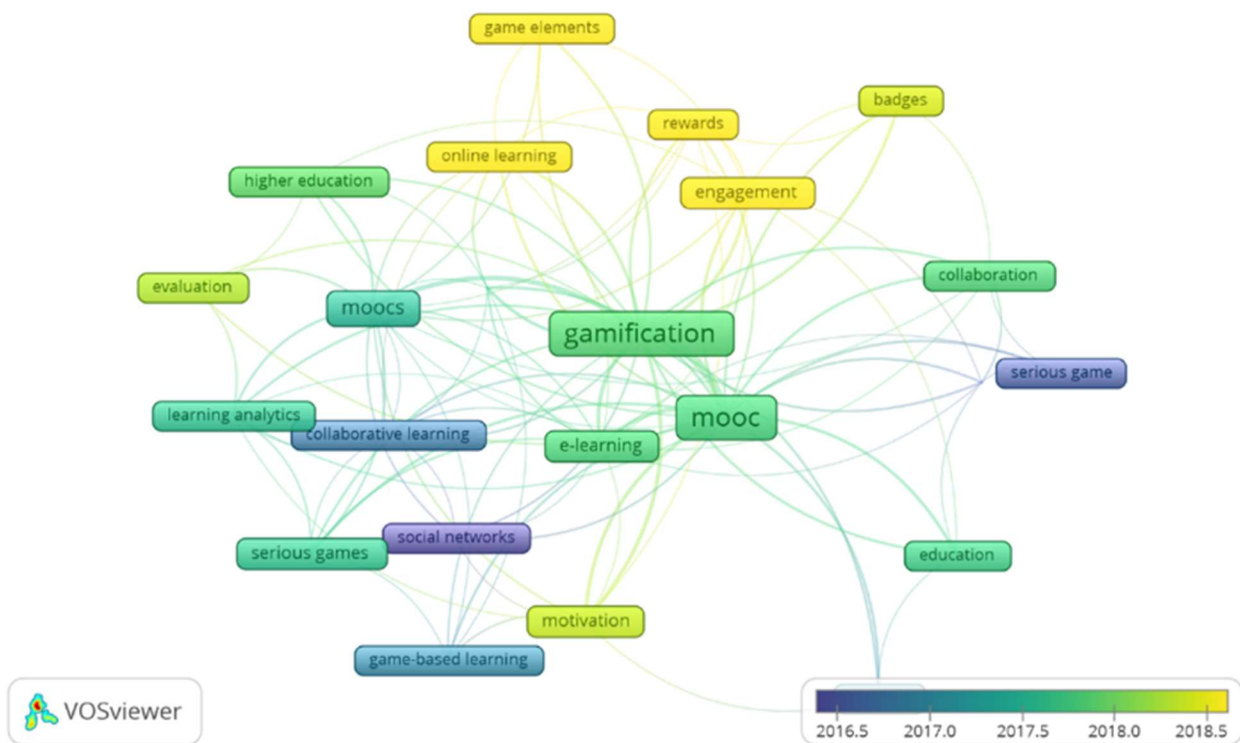 game elements
badges
rewards
online learning
higher education
engagement
collaboration
evaluation
moocs
gamification
serious game
learning analytics
mooc
collaborative learning
e-learning
social networks
serious games
education
motivation
game-based learning
VOSviewer
2016.5 2017.0 2017.5 2018.0 2018.5